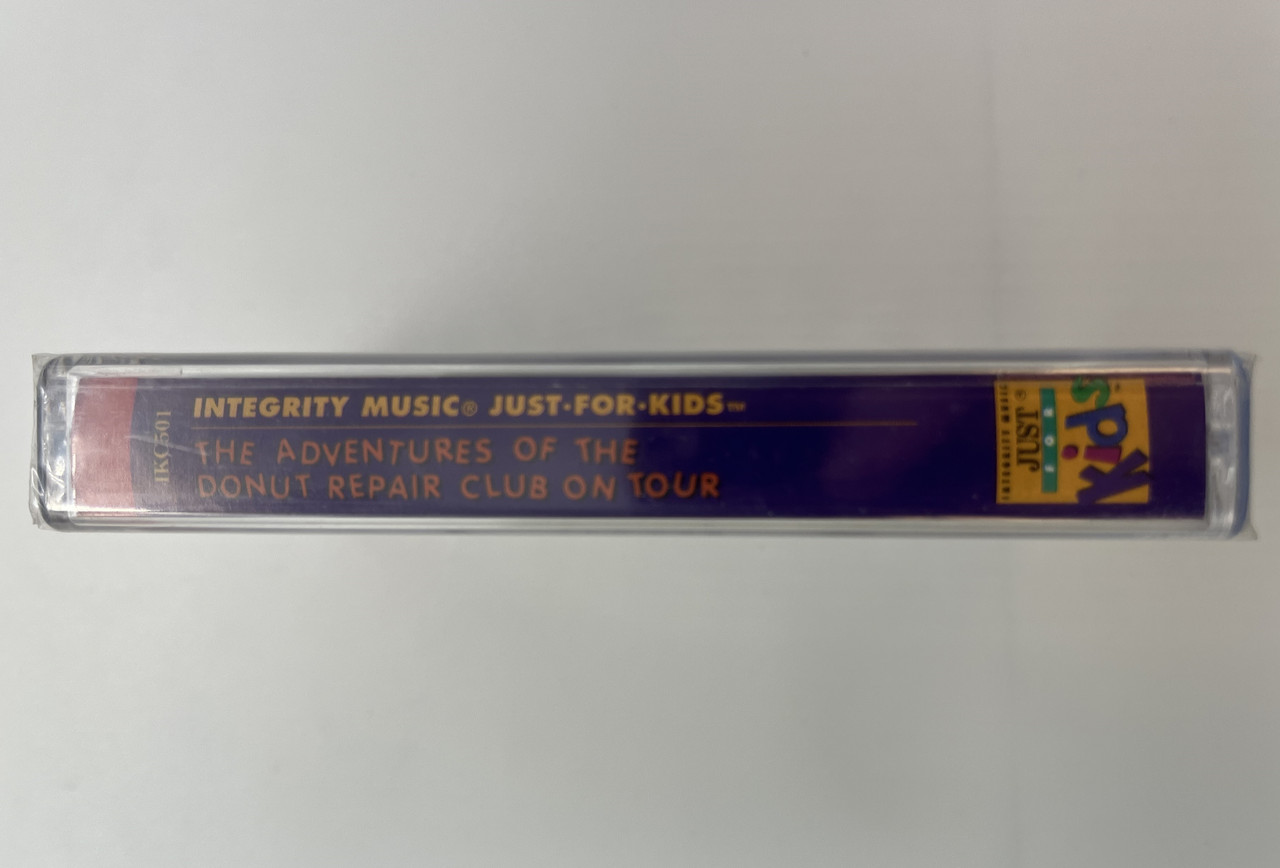 IKC501
INTEGRITY MUSIC® JUST·FOR·KIDS™
THE ADVENTURES OF THE
DONUT REPAIR CLUB ON TOUR
INTEGRITY MUSIC
JUST®
FOR
Kids™